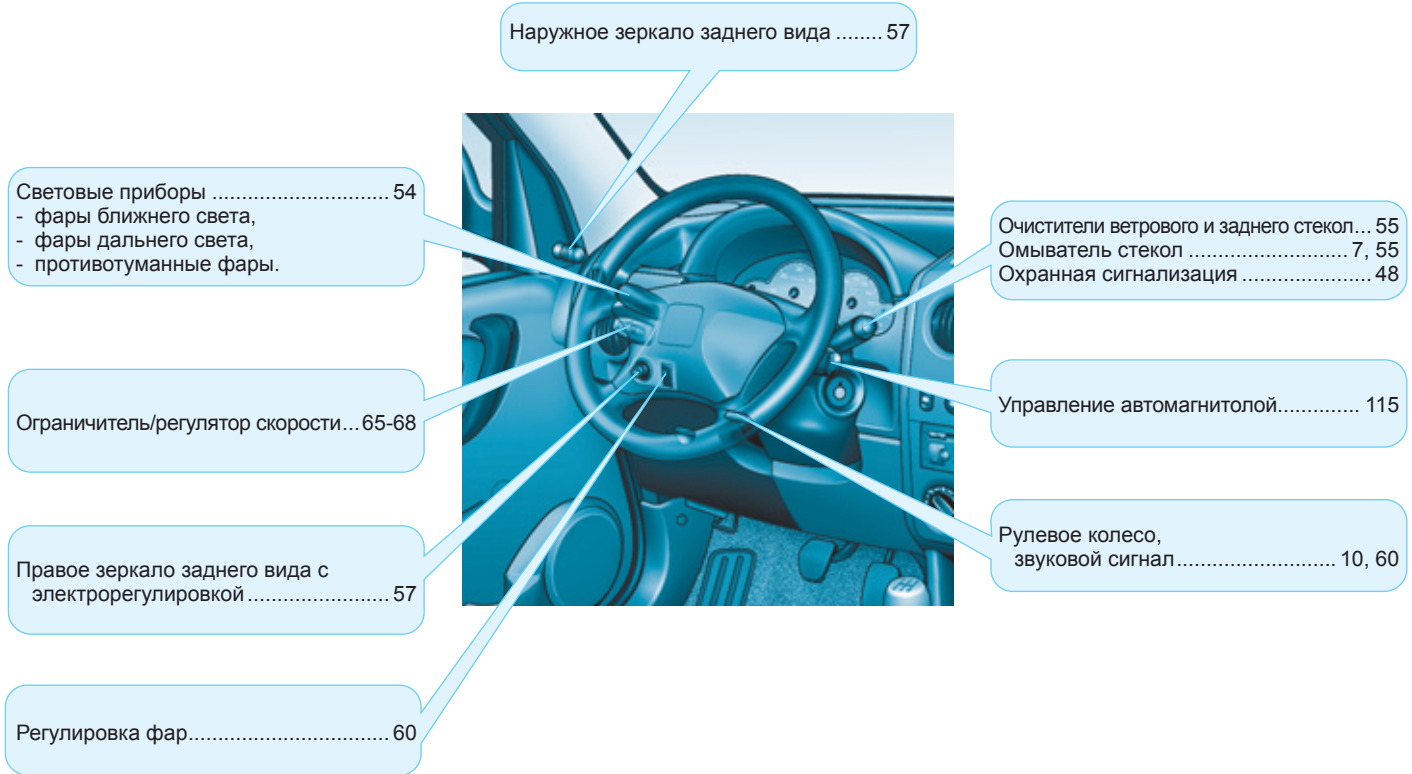 Наружное зеркало заднего вида ........ 57
Световые приборы ................................ 54
- фары ближнего света,
- фары дальнего света,
- противотуманные фары.
Ограничитель/регулятор скорости...65-68
Правое зеркало заднего вида с
электрорегулировкой.......................... 57
Регулировка фар................................... 60
Очистители ветрового и заднего стекол... 55
Омыватель стекол ............................ 7, 55
Охранная сигнализация ...................... 48
Управление автомагнитолой.............. 115
Рулевое колесо,
звуковой сигнал............................ 10, 60